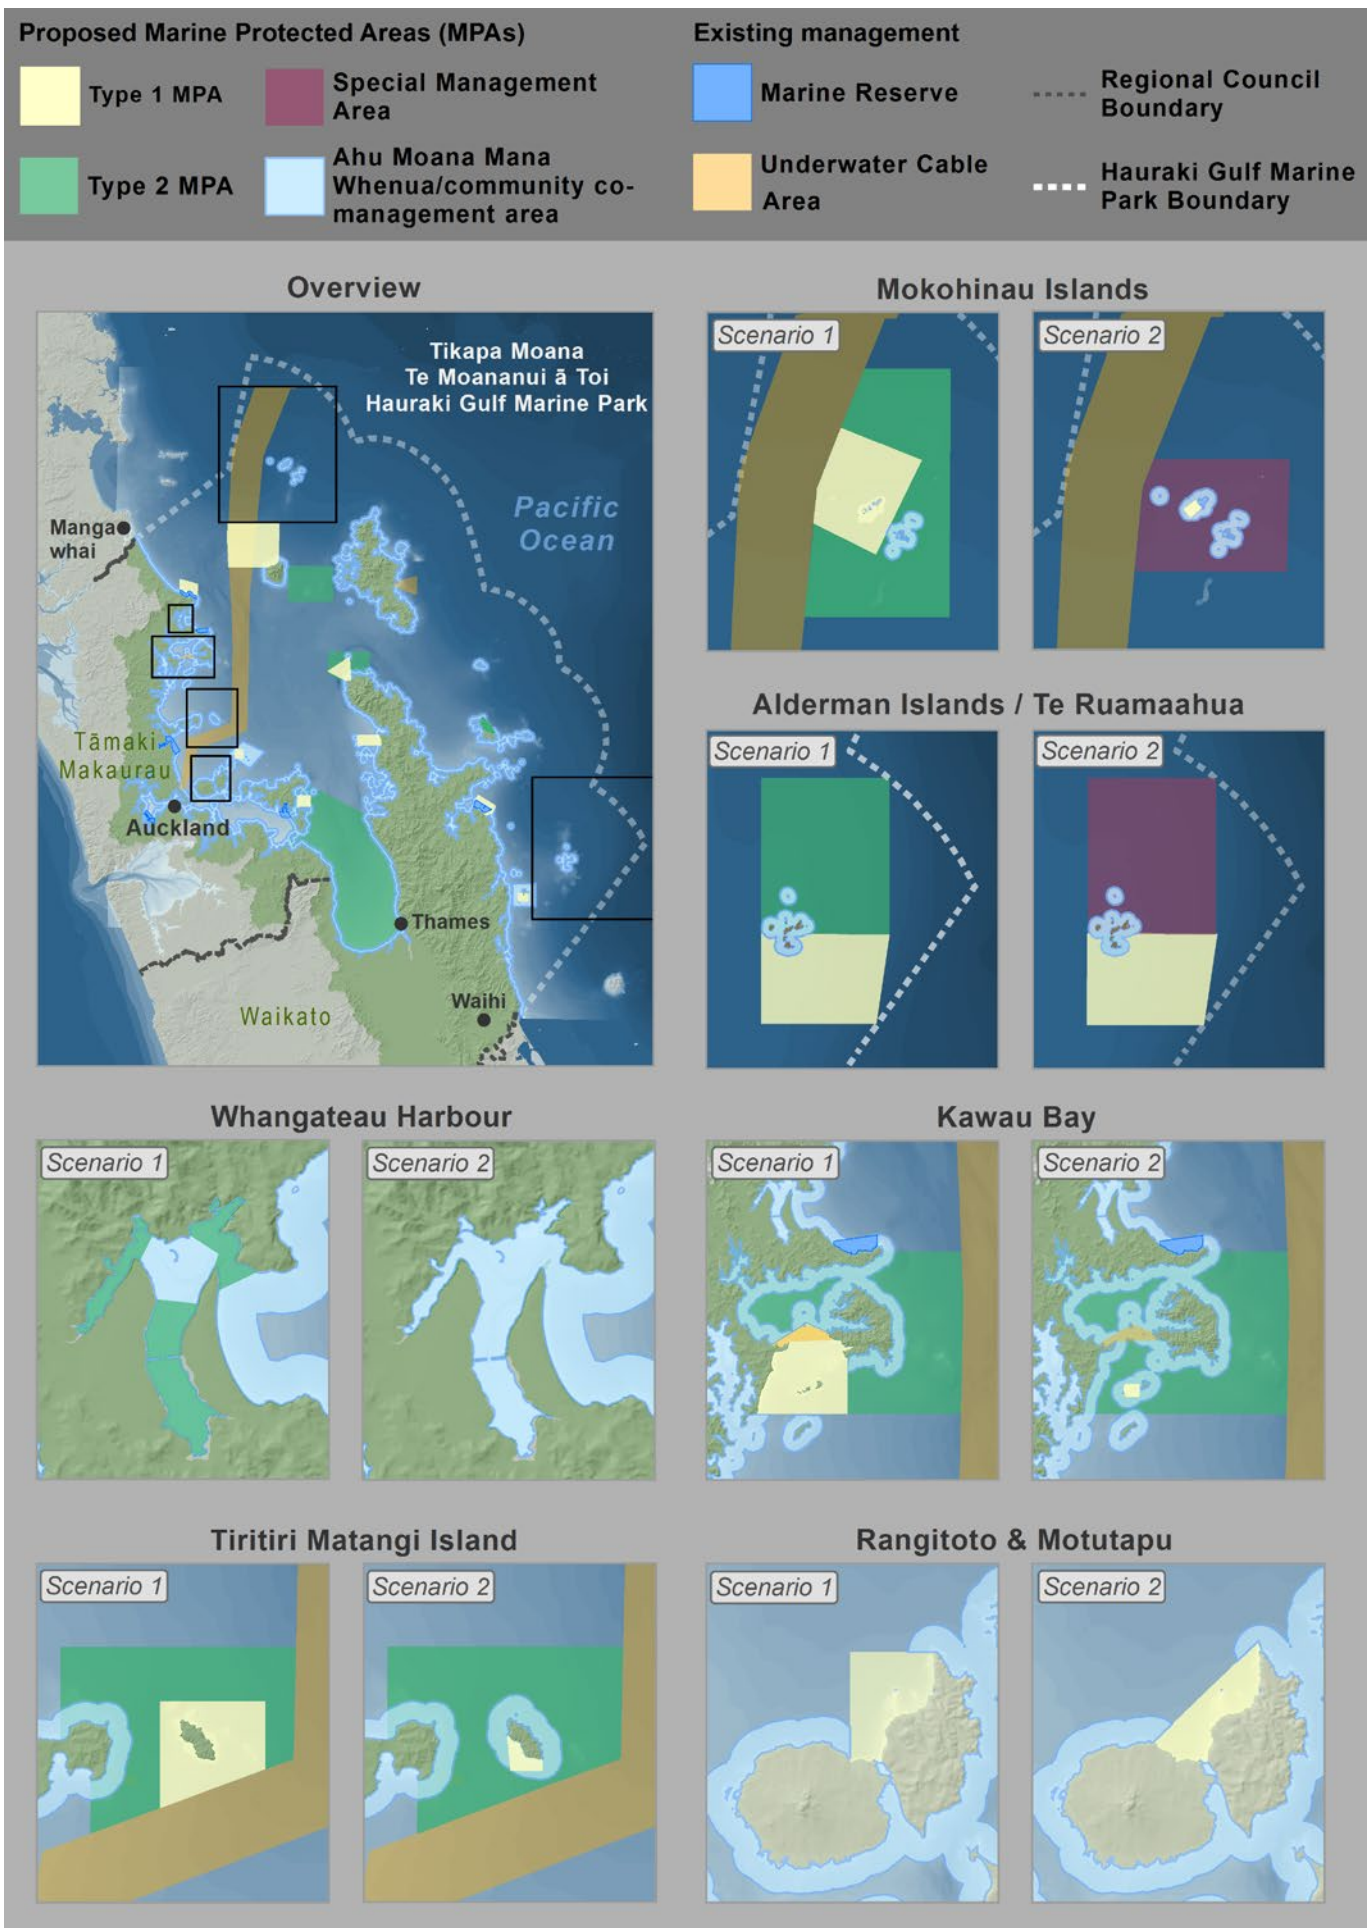 Proposed Marine Protected Areas (MPAs)
Type 1 MPA
Special Management
Area
Type 2 MPA
Ahu Moana Mana
Whenua/community co-
management area
Existing management
Marine Reserve
Regional Council
Boundary
Underwater Cable
Area
Hauraki Gulf Marine
Park Boundary
Overview
Tikapa Moana
Te Moananui ā Toi
Hauraki Gulf Marine Park
Pacific
Ocean
Manga
whai
Tāmaki
Makaurau
Auckland
Thames
Waihi
Waikato
Mokohinau Islands
Scenario 1
Scenario 2
Alderman Islands / Te Ruamaahua
Scenario 1
Scenario 2
Whangateau Harbour
Scenario 1
Scenario 2
Kawau Bay
Scenario 1
Scenario 2
Tiritiri Matangi Island
Scenario 1
Scenario 2
Rangitoto & Motutapu
Scenario 1
Scenario 2